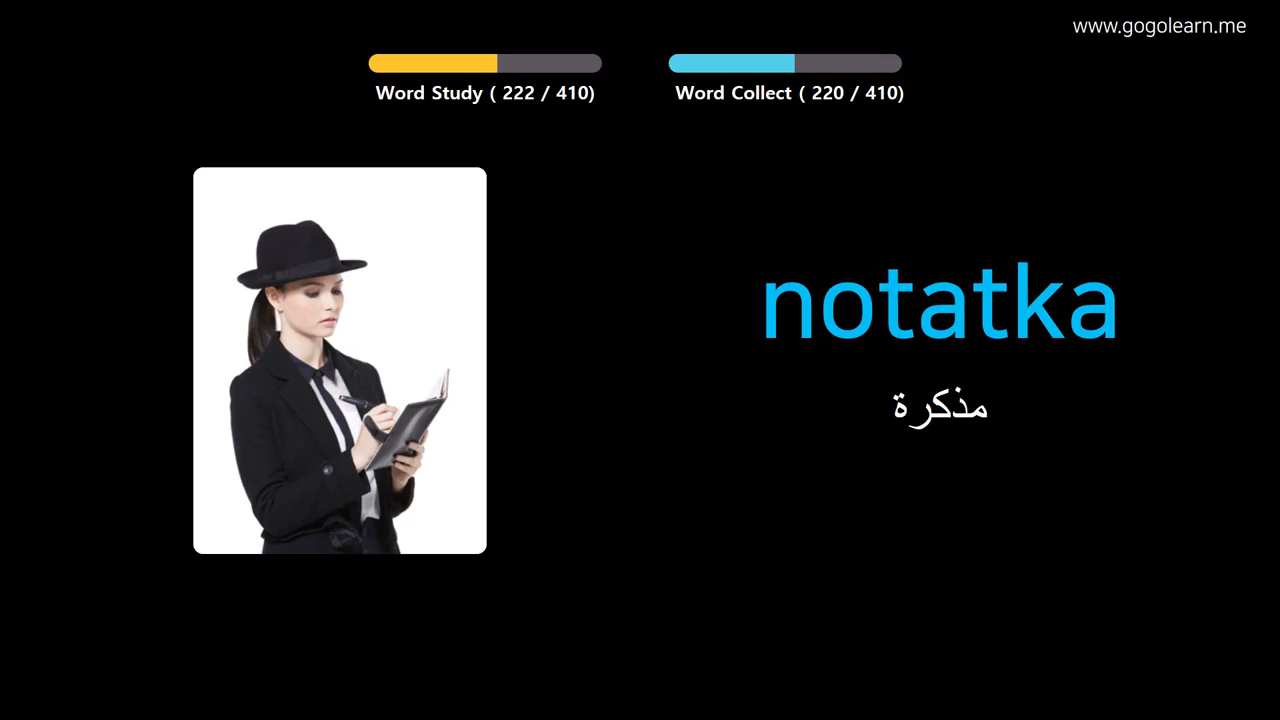 www.gogolearn.me
Word Study ( 222 / 410)
Word Collect ( 220 / 410)
notatka
مذكرة